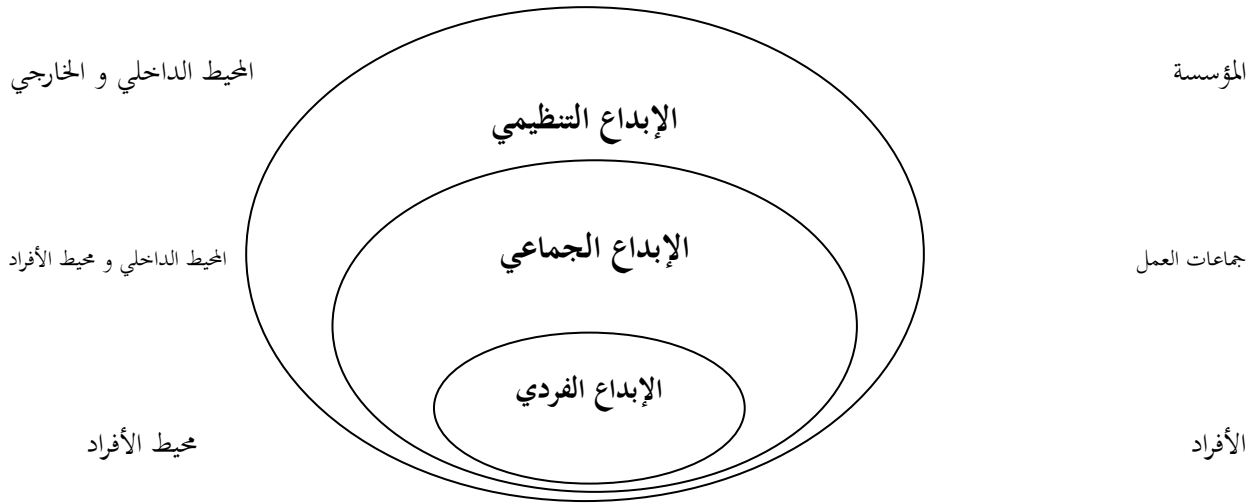 المؤسسة
المحيط الداخلي و الخارجي
الإبداع التنظيمي
الإبداع الجماعي
جماعات العمل
المحيط الداخلي و محيط الأفراد
الإبداع الفردي
الأفراد
محيط الأفراد